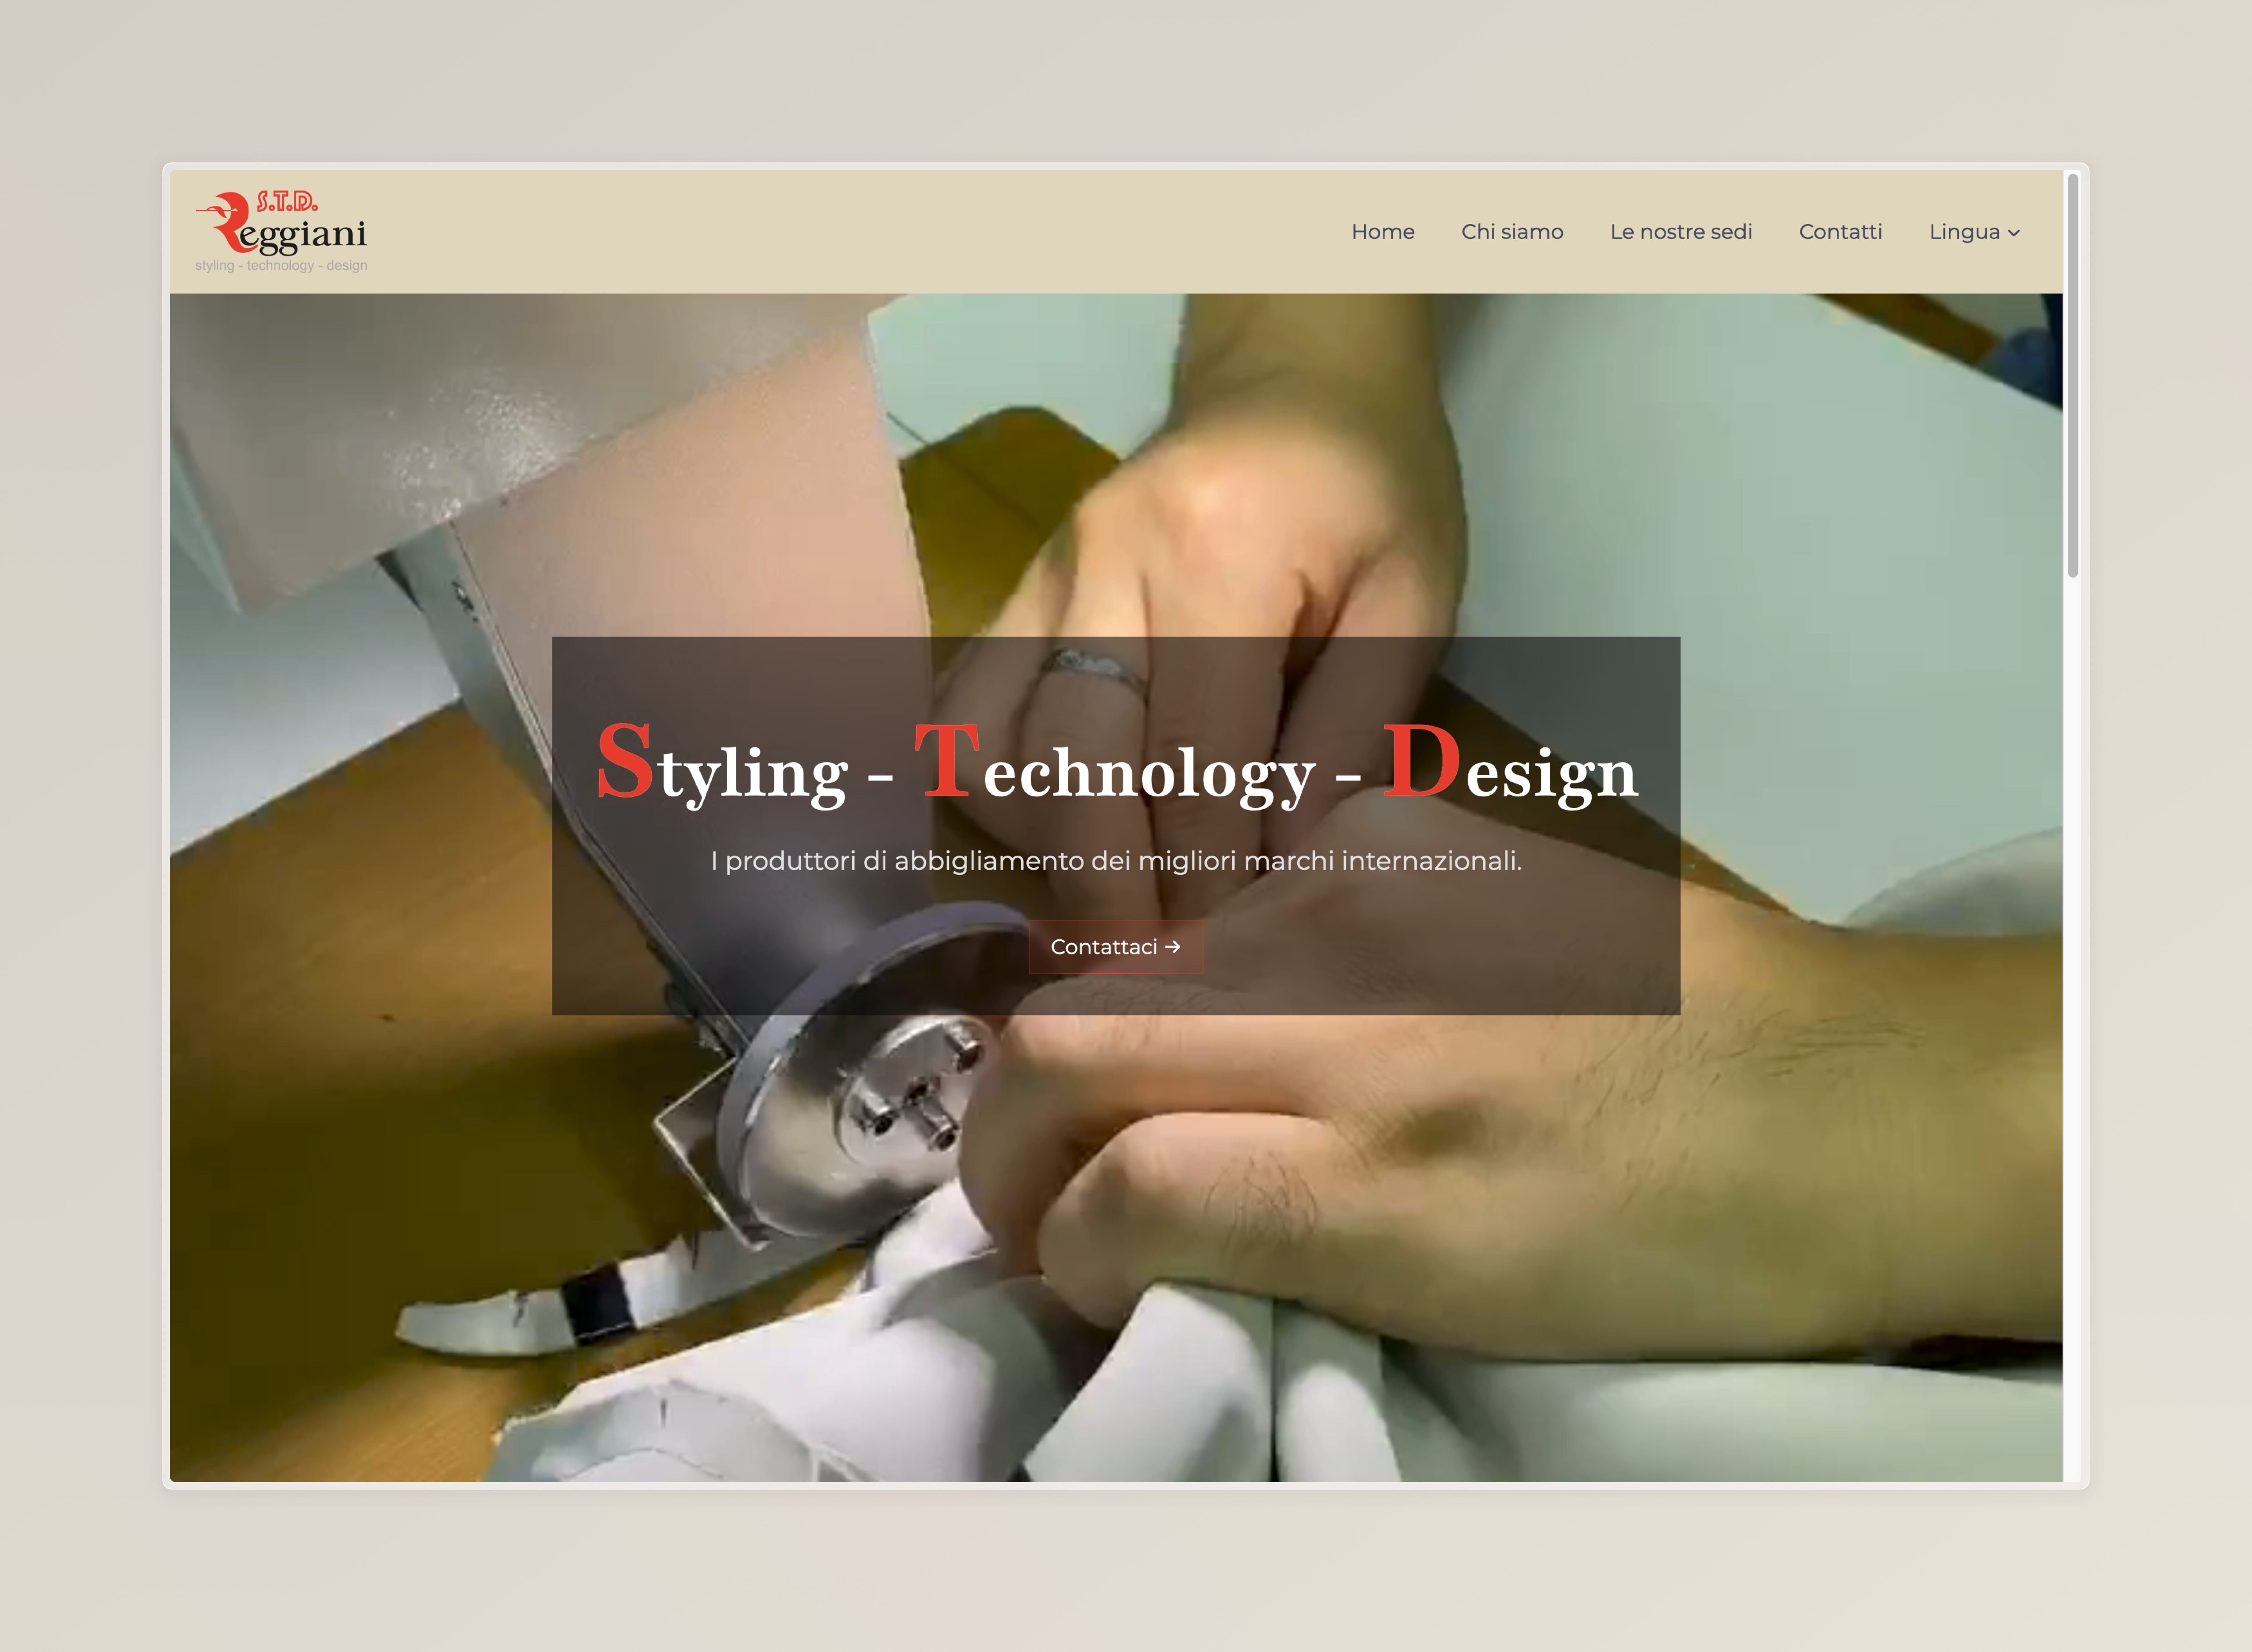 S.T.D.
Reggiani
styling - technology - design
Home Chi siamo Le nostre sedi Contatti Lingua
Styling - Technology - Design
I produttori di abbigliamento dei migliori marchi internazionali.
Contattaci →